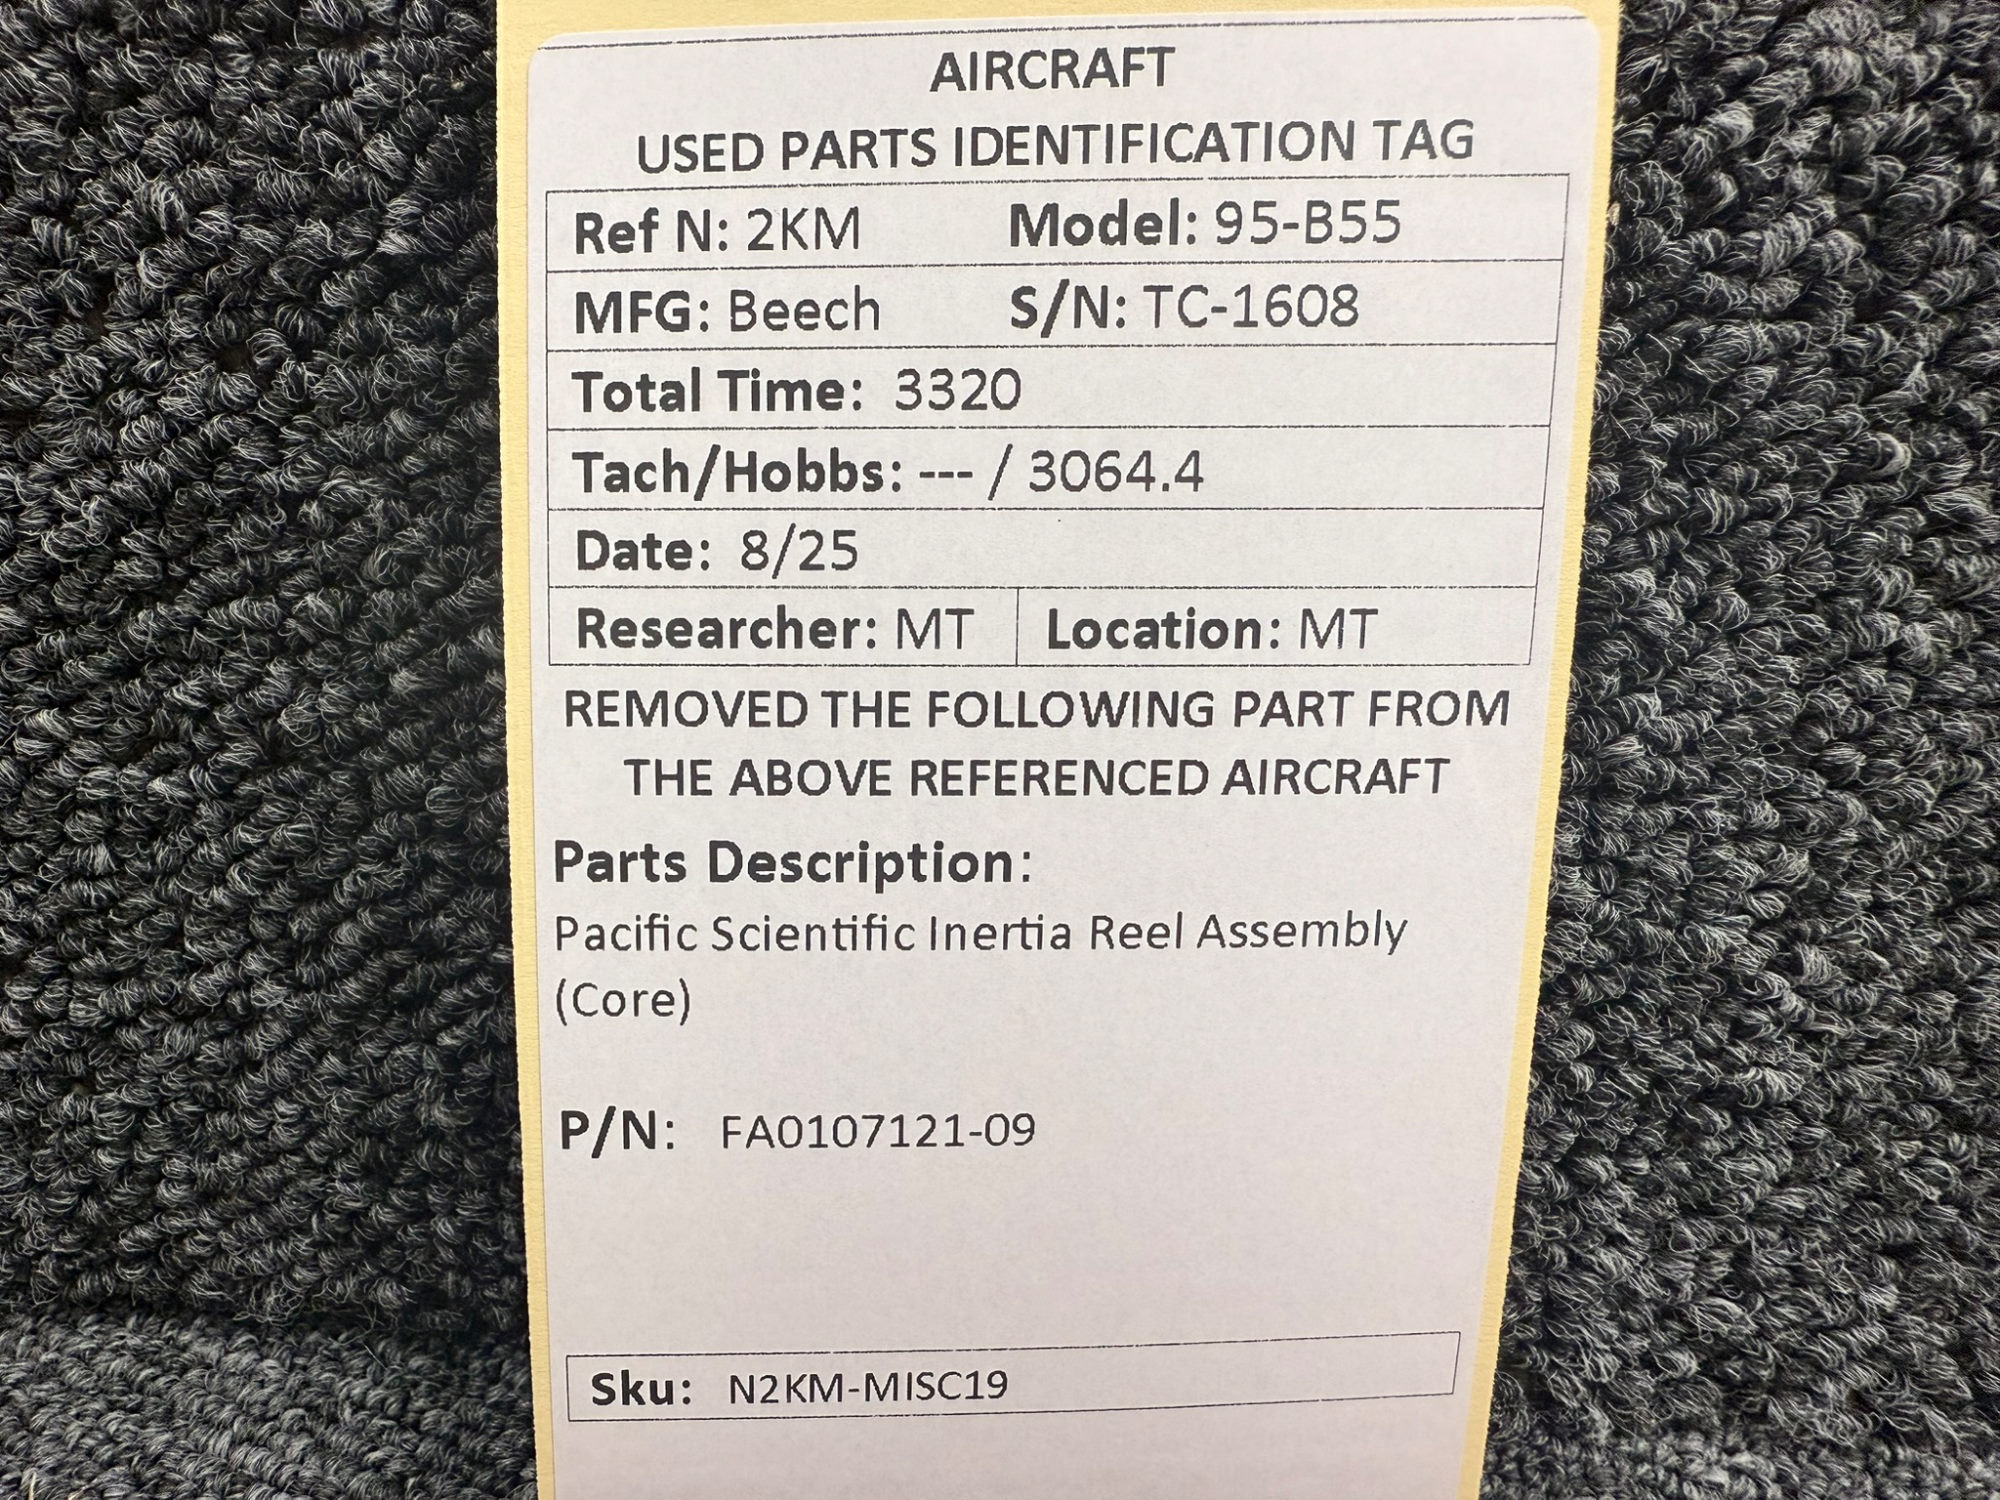 AIRCRAFT
USED PARTS IDENTIFICATION TAG
Ref N: 2KM Model: 95-B55
MFG: Beech S/N: TC-1608
Total Time: 3320
Tach/Hobbs: --- / 3064.4
Date: 8/25
Researcher: MT Location: MT
REMOVED THE FOLLOWING PART FROM
THE ABOVE REFERENCED AIRCRAFT
Parts Description:
Pacific Scientific Inertia Reel Assembly
(Core)
P/N: FA0107121-09
Sku: N2KM-MISC19